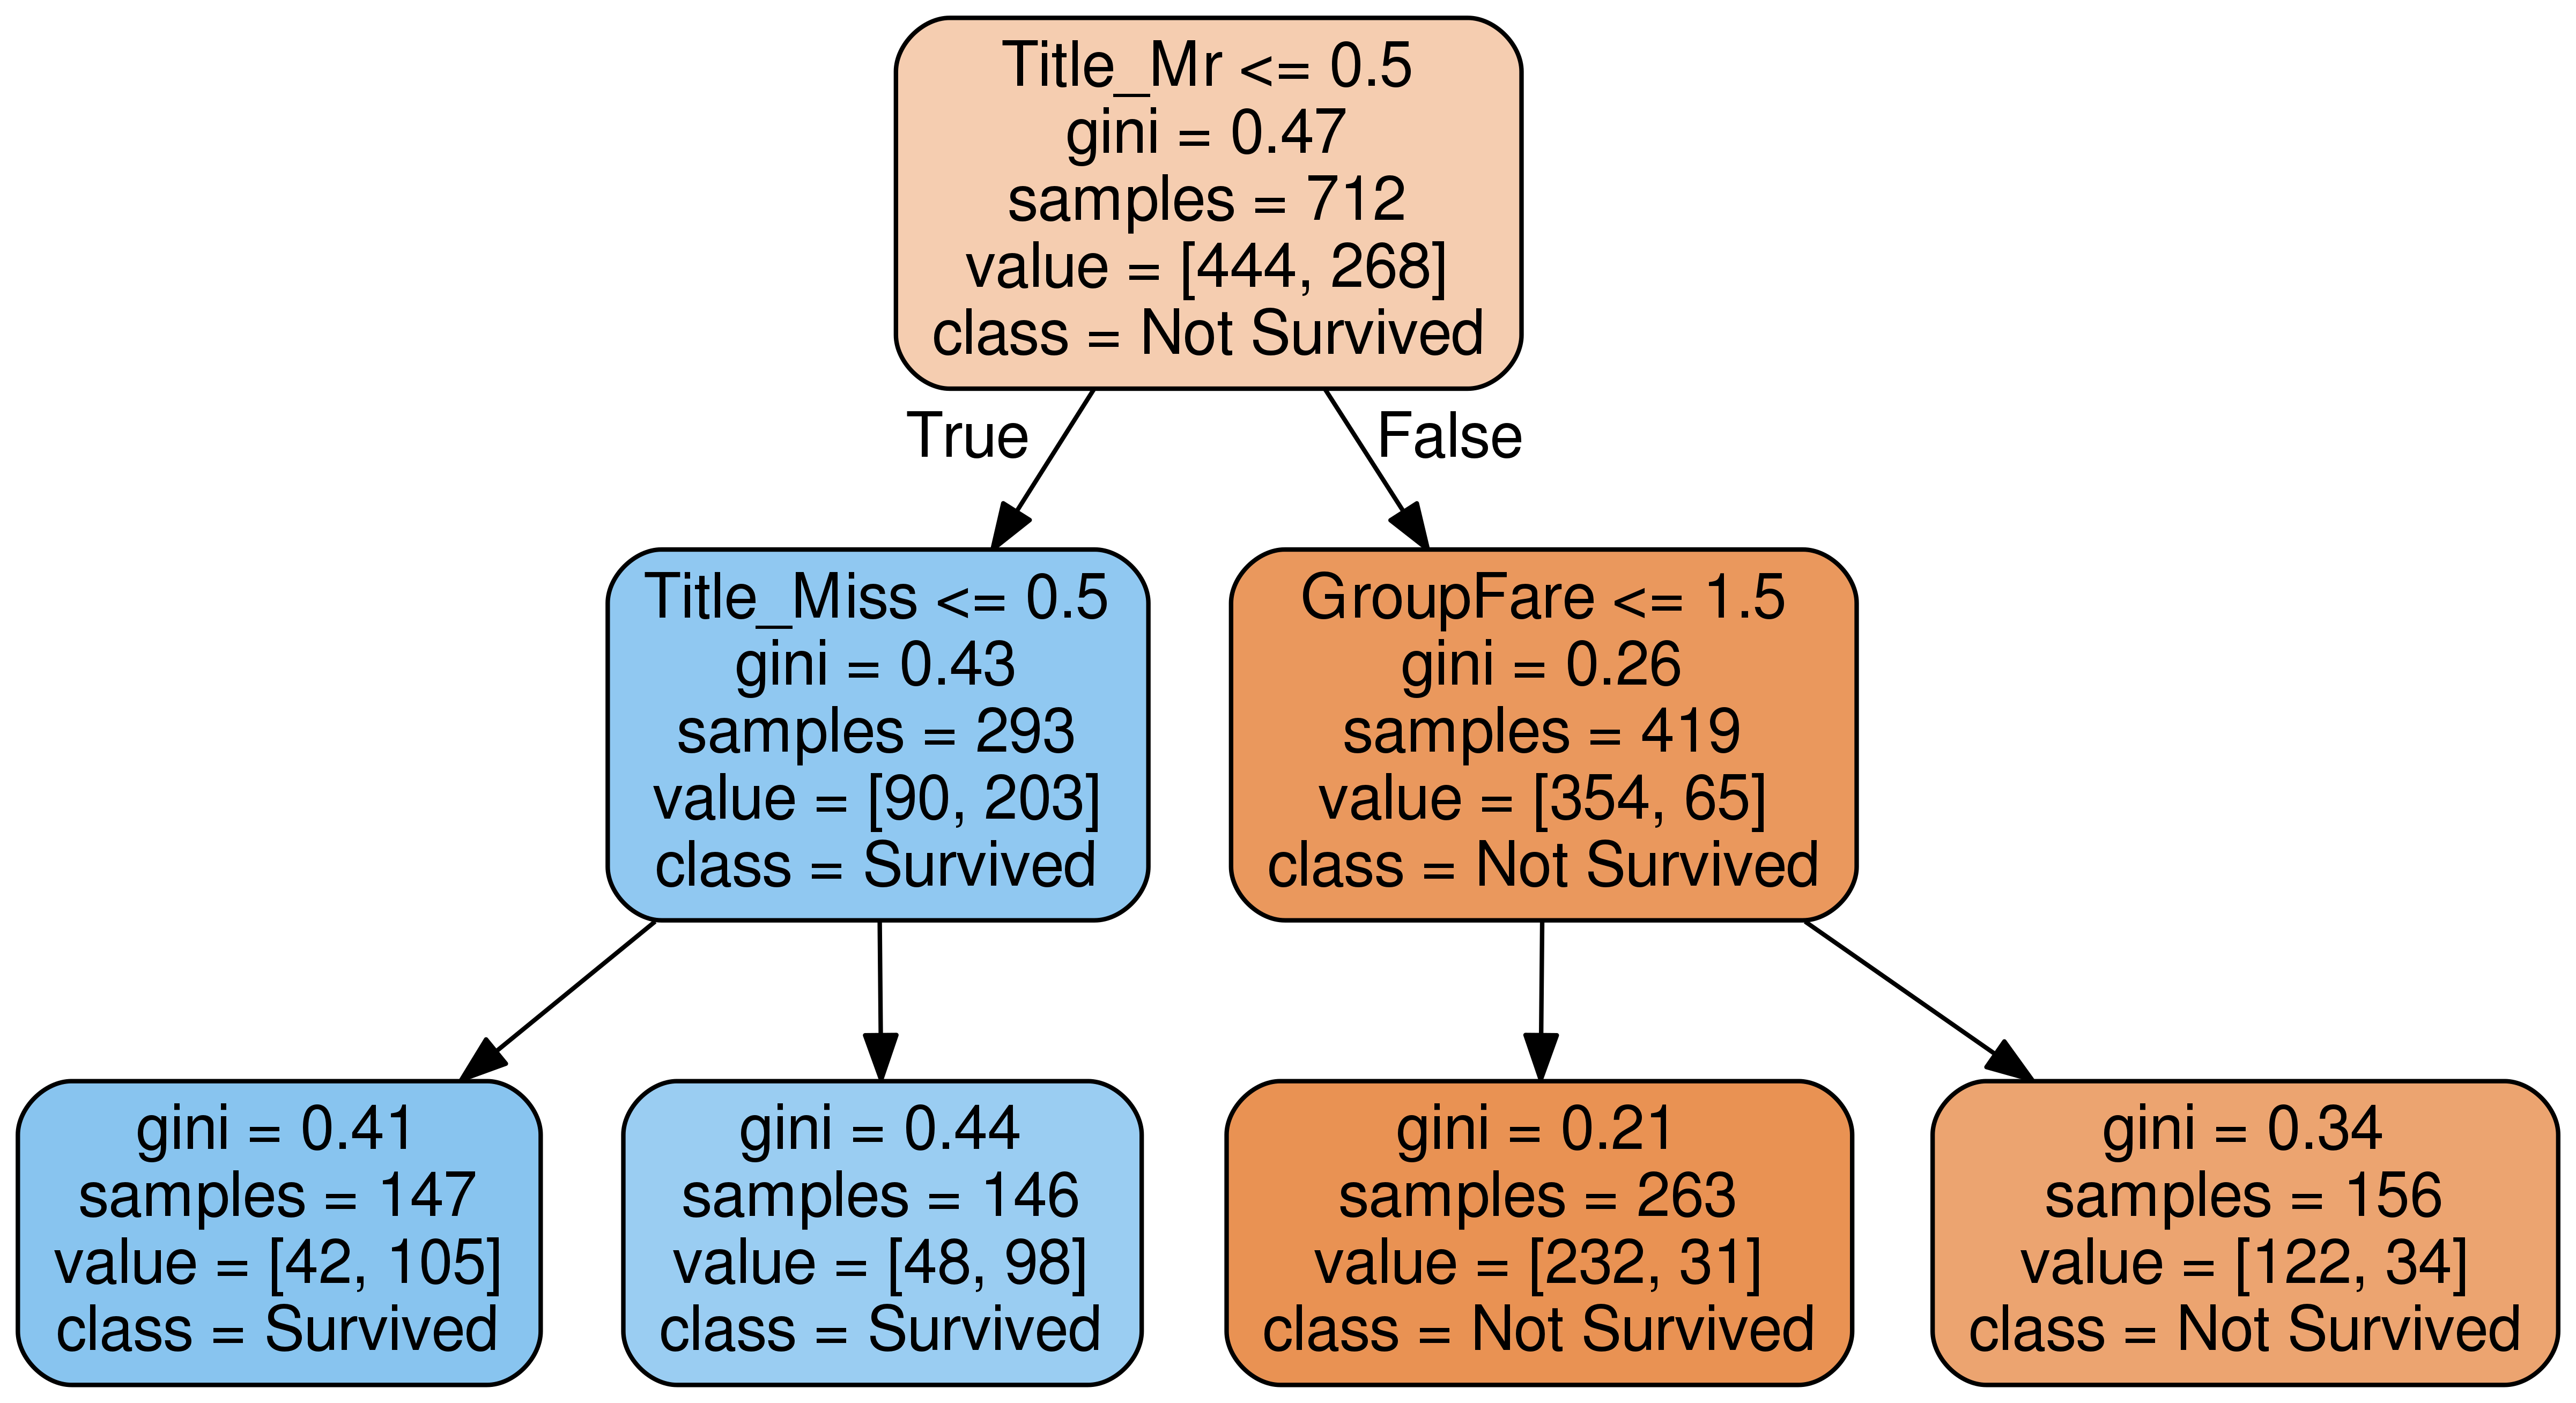 Title_Mr <= 0.5
gini = 0.47
samples = 712
value = [444, 268]
class = Not Survived
True
False
Title_Miss <= 0.5
gini = 0.43
samples = 293
value = [90, 203]
class = Survived
GroupFare <= 1.5
gini = 0.26
samples = 419
value = [354, 65]
class = Not Survived
gini = 0.41
samples = 147
value = [42, 105]
class = Survived
gini = 0.44
samples = 146
value = [48, 98]
class = Survived
gini = 0.21
samples = 263
value = [232, 31]
class = Not Survived
gini = 0.34
samples = 156
value = [122, 34]
class = Not Survived